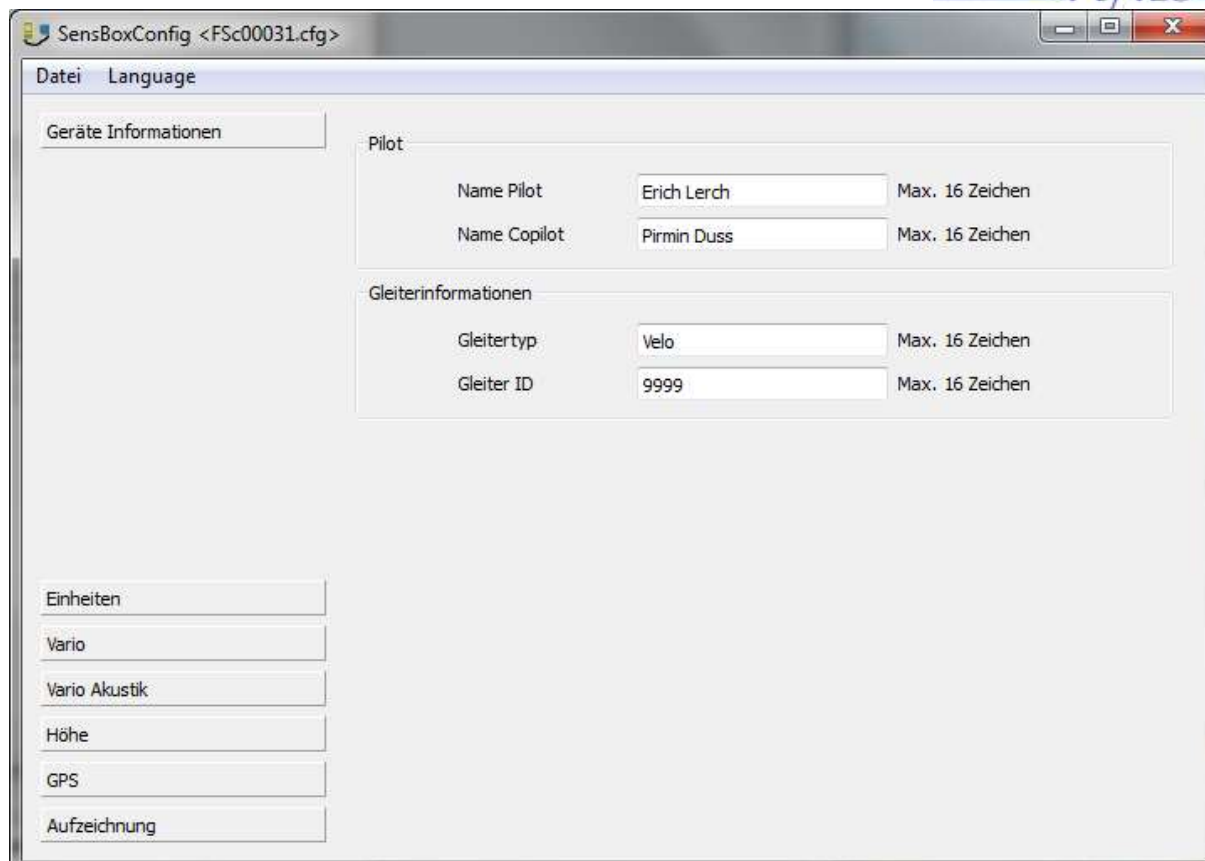 SensBoxConfig <FSc00031.cfg>
Datei Language
Geräte Informationen
Pilot
Name Pilot Erich Lerch Max. 16 Zeichen
Name Copilot Pirmin Duss Max. 16 Zeichen
Gleiterinformationen
Gleitertyp Velo Max. 16 Zeichen
Gleiter ID 9999 Max. 16 Zeichen
Einheiten
Vario
Vario Akustik
Höhe
GPS
Aufzeichnung